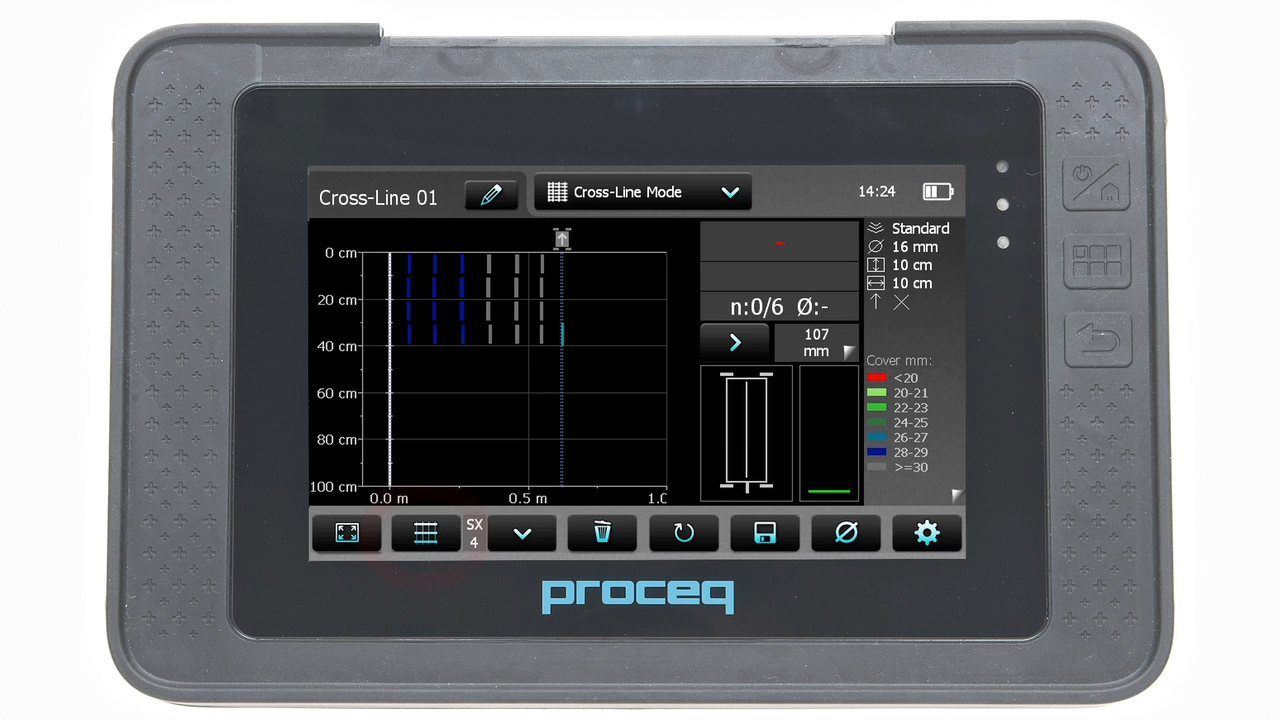 Cross-Line 01
Cross-Line Mode
14:24
0 cm
20 cm
40 cm
60 cm
80 cm
100 cm
0.0 m
0.5 m
1.0
-
n:0/6 Ø:-
107
mm
Standard
16 mm
10 cm
10 cm
Cover mm:
<20
20-21
22-23
24-25
26-27
28-29
>=30
SX
4
proceq